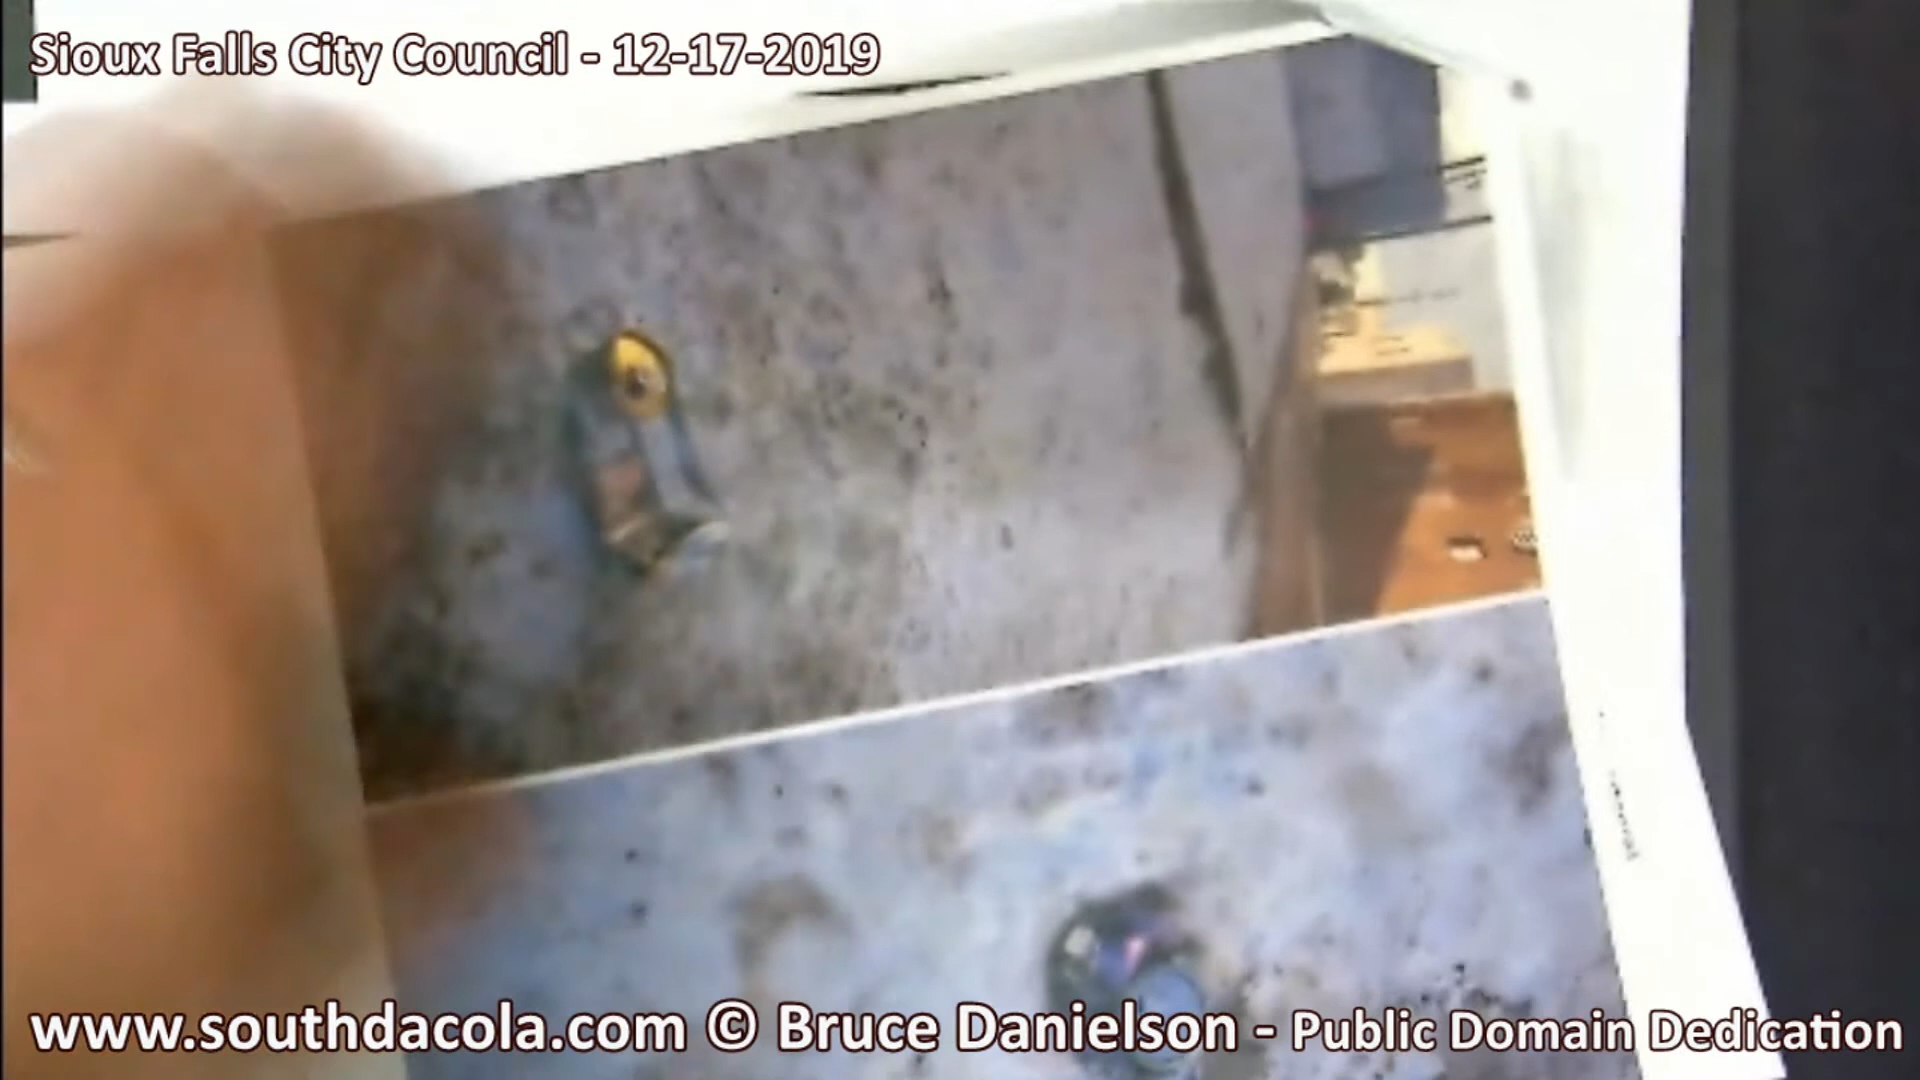 Sioux Falls City Council - 12-17-2019
www.southdacola.com © Bruce Danielson - Public Domain Dedication